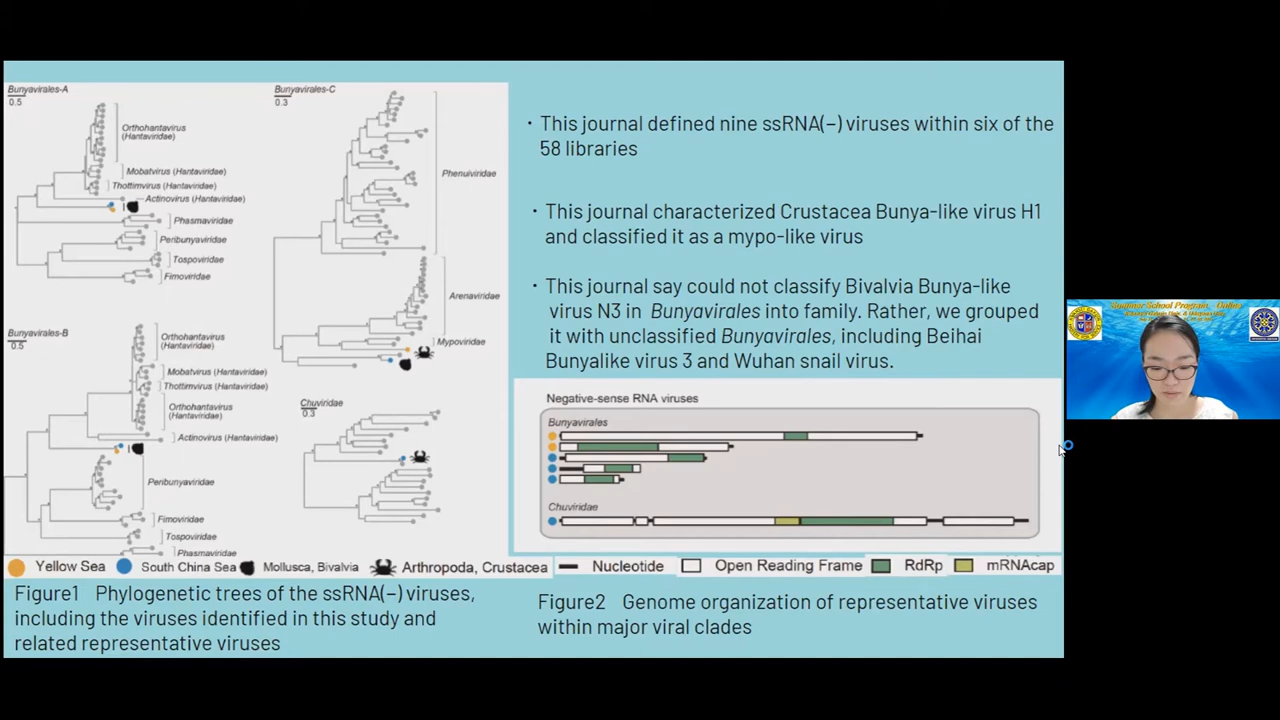 Bunyavirales-A
0.5
Orthohantavirus
(Hantaviridae)
Mobatvirus (Hantaviridae)
Thottimvirus (Hantaviridae)
Actinovirus (Hantaviridae)
Phasmaviridae
Peribunyaviridae
Tospoviridae
Fimoviridae
Bunyavirales-B
0.5
Orthohantavirus
(Hantaviridae)
Mobatvirus (Hantaviridae)
Thottimvirus (Hantaviridae)
Orthohantavirus
(Hantaviridae)
Actinovirus (Hantaviridae)
Peribunyaviridae
Fimoviridae
Tospoviridae
Phasmaviridae
Bunyavirales-C
0.3
Phenuiviridae
Arenaviridae
Mypoviridae
Chuviridae
0.3
Yellow Sea
South China Sea
Mollusca, Bivalvia
Arthropoda, Crustacea
Figure1 Phylogenetic trees of the ssRNA(−) viruses,
including the viruses identified in this study and
related representative viruses
· This journal defined nine ssRNA(−) viruses within six of the
58 libraries
· This journal characterized Crustacea Bunya-like virus H1
and classified it as a mypo-like virus
· This journal say could not classify Bivalvia Bunya-like
virus N3 in Bunyavirales into family. Rather, we grouped
it with unclassified Bunyavirales, including Beihai
Bunyalike virus 3 and Wuhan snail virus.
Negative-sense RNA viruses
Bunyavirales
Chuviridae
Nucleotide
Open Reading Frame
RdRp
mRNAcap
Figure2 Genome organization of representative viruses
within major viral clades
Summer School Program Online